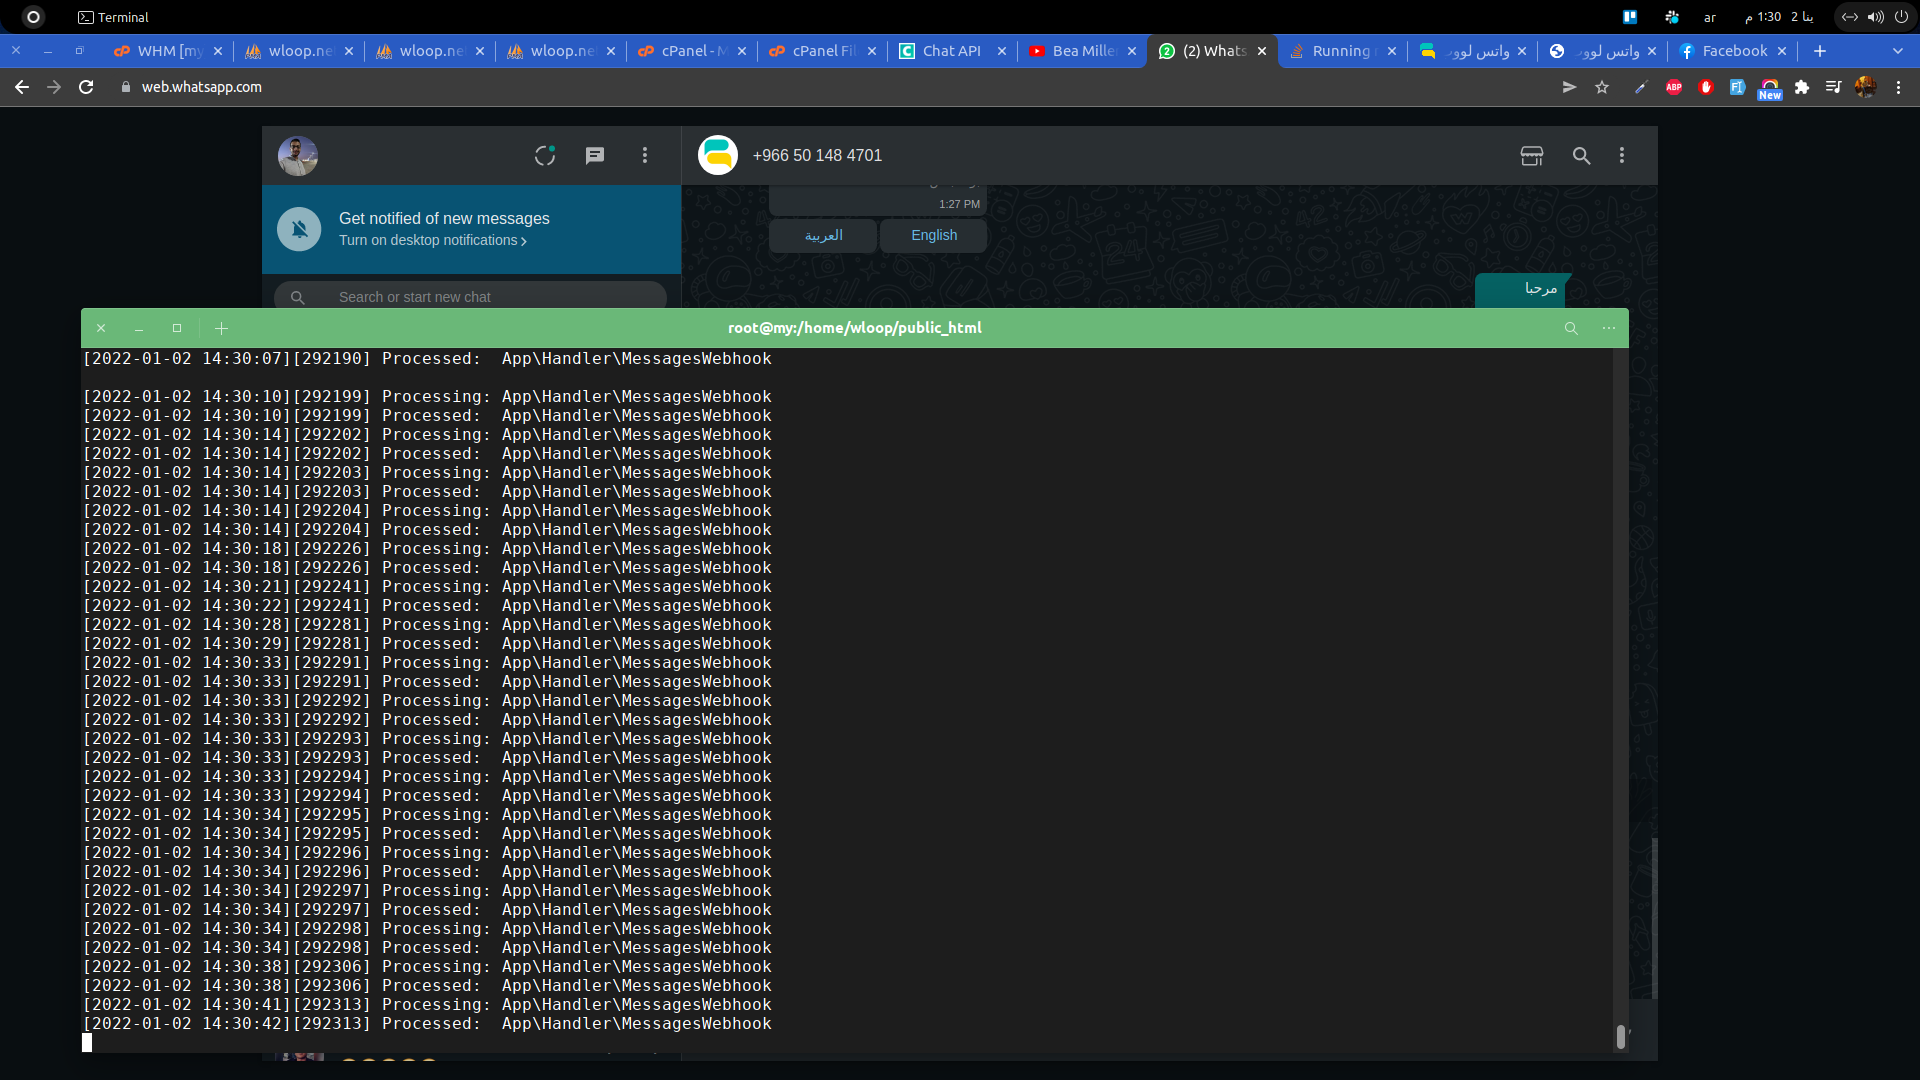 Terminal
ar
1:30 م
2 ينا
WHM [my
wloop.ne
wloop.ne
wloop.ne
cPanel - M
cPanel Fil
Chat API
Bea Mille
(2) Whats
Running
واتس لووب
واتس لووب
Facebook
web.whatsapp.com
ABP
New
+966 50 148 4701
Get notified of new messages
Turn on desktop notifications
Search or start new chat
1:27 PM
العربية
English
مرحبا
root@my:/home/wloop/public_html
[2022-01-02 14:30:07][292190] Processed:  App\Handler\MessagesWebhook
[2022-01-02 14:30:10][292199] Processing: App\Handler\MessagesWebhook
[2022-01-02 14:30:10][292199] Processed:  App\Handler\MessagesWebhook
[2022-01-02 14:30:14][292202] Processing: App\Handler\MessagesWebhook
[2022-01-02 14:30:14][292202] Processed:  App\Handler\MessagesWebhook
[2022-01-02 14:30:14][292203] Processing: App\Handler\MessagesWebhook
[2022-01-02 14:30:14][292203] Processed:  App\Handler\MessagesWebhook
[2022-01-02 14:30:14][292204] Processing: App\Handler\MessagesWebhook
[2022-01-02 14:30:14][292204] Processed:  App\Handler\MessagesWebhook
[2022-01-02 14:30:18][292226] Processing: App\Handler\MessagesWebhook
[2022-01-02 14:30:18][292226] Processed:  App\Handler\MessagesWebhook
[2022-01-02 14:30:21][292241] Processing: App\Handler\MessagesWebhook
[2022-01-02 14:30:22][292241] Processed:  App\Handler\MessagesWebhook
[2022-01-02 14:30:28][292281] Processing: App\Handler\MessagesWebhook
[2022-01-02 14:30:29][292281] Processed:  App\Handler\MessagesWebhook
[2022-01-02 14:30:33][292291] Processing: App\Handler\MessagesWebhook
[2022-01-02 14:30:33][292291] Processed:  App\Handler\MessagesWebhook
[2022-01-02 14:30:33][292292] Processing: App\Handler\MessagesWebhook
[2022-01-02 14:30:33][292292] Processed:  App\Handler\MessagesWebhook
[2022-01-02 14:30:33][292293] Processing: App\Handler\MessagesWebhook
[2022-01-02 14:30:33][292293] Processed:  App\Handler\MessagesWebhook
[2022-01-02 14:30:33][292294] Processing: App\Handler\MessagesWebhook
[2022-01-02 14:30:33][292294] Processed:  App\Handler\MessagesWebhook
[2022-01-02 14:30:34][292295] Processing: App\Handler\MessagesWebhook
[2022-01-02 14:30:34][292295] Processed:  App\Handler\MessagesWebhook
[2022-01-02 14:30:34][292296] Processing: App\Handler\MessagesWebhook
[2022-01-02 14:30:34][292296] Processed:  App\Handler\MessagesWebhook
[2022-01-02 14:30:34][292297] Processing: App\Handler\MessagesWebhook
[2022-01-02 14:30:34][292297] Processed:  App\Handler\MessagesWebhook
[2022-01-02 14:30:34][292298] Processing: App\Handler\MessagesWebhook
[2022-01-02 14:30:34][292298] Processed:  App\Handler\MessagesWebhook
[2022-01-02 14:30:38][292306] Processing: App\Handler\MessagesWebhook
[2022-01-02 14:30:38][292306] Processed:  App\Handler\MessagesWebhook
[2022-01-02 14:30:41][292313] Processing: App\Handler\MessagesWebhook
[2022-01-02 14:30:42][292313] Processed:  App\Handler\MessagesWebhook